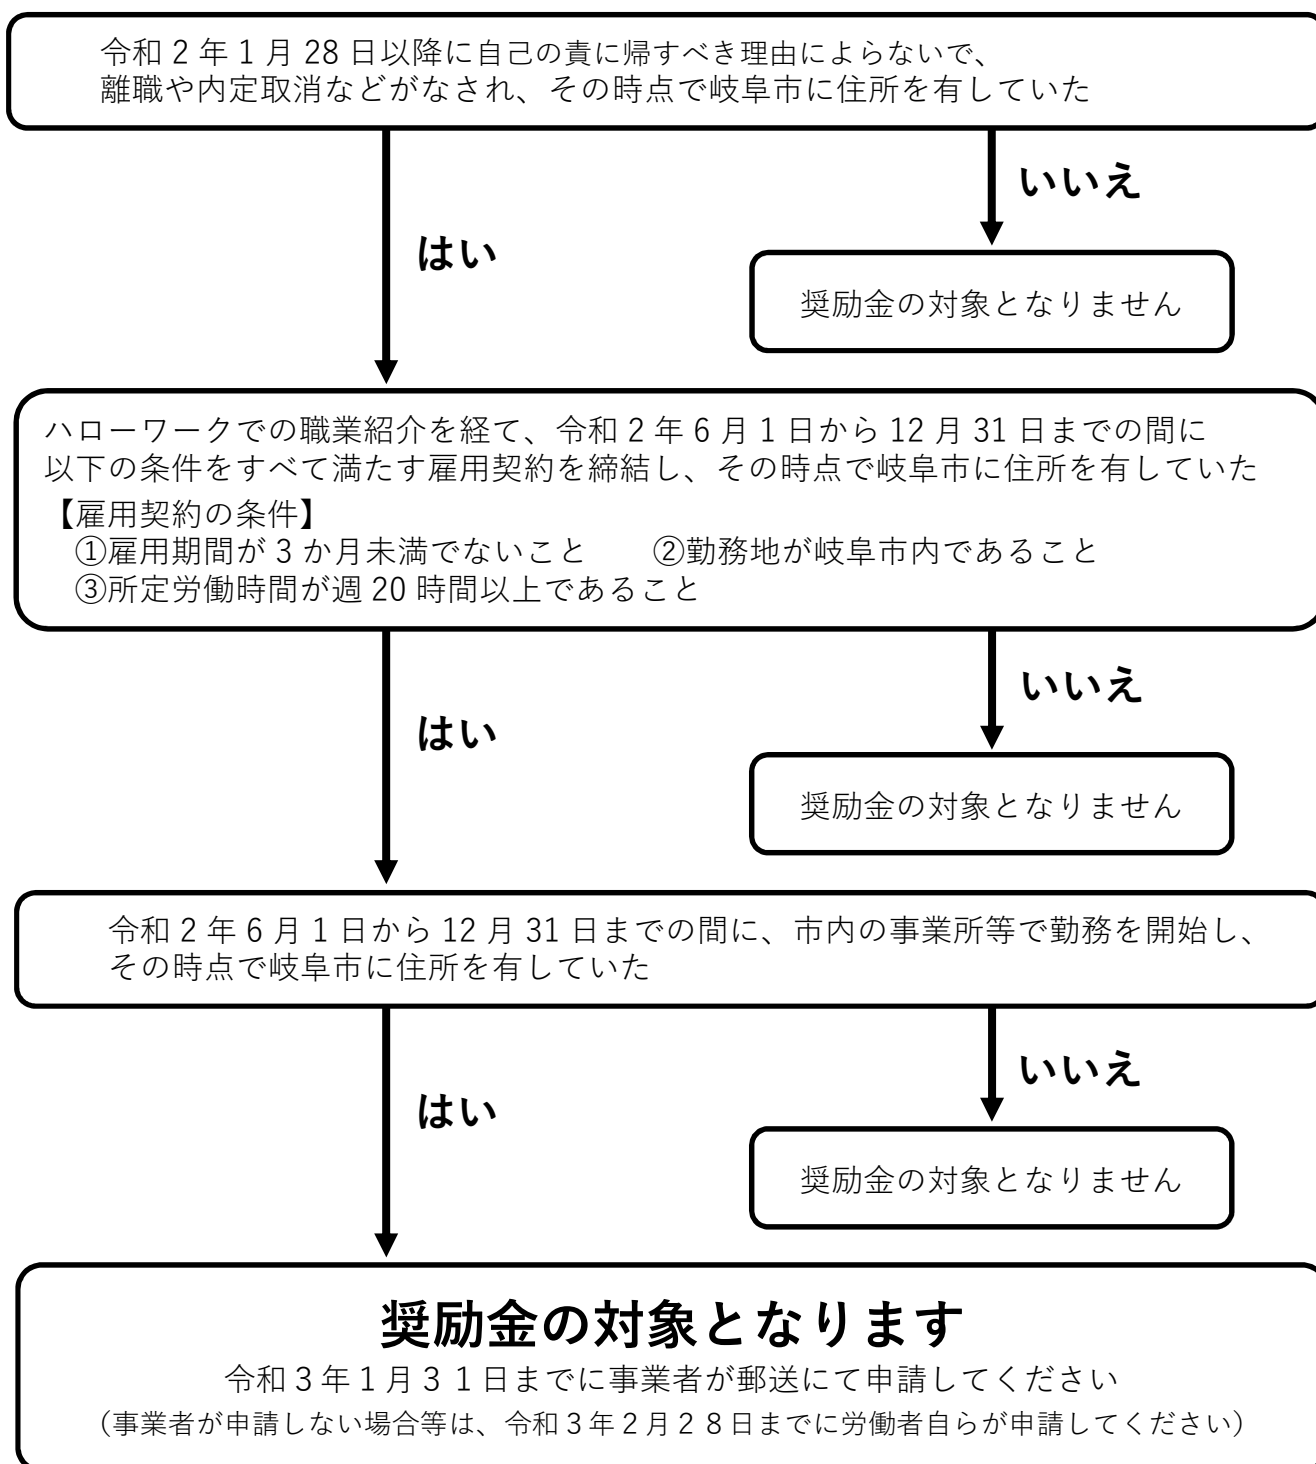 令和 2 年 1 月 28 日以降に自己の責に帰すべき理由によらないで、
離職や内定取消などがなされ、その時点で岐阜市に住所を有していた
いいえ
はい
奨励金の対象となりません
ハローワークでの職業紹介を経て、令和 2 年 6 月 1 日から 12 月 31 日までの間に
以下の条件をすべて満たす雇用契約を締結し、その時点で岐阜市に住所を有していた
【雇用契約の条件】
①雇用期間が 3 か月未満でないこと　②勤務地が岐阜市内であること
③所定労働時間が週 20 時間以上であること
いいえ
はい
奨励金の対象となりません
令和 2 年 6 月 1 日から 12 月 31 日までの間に、市内の事業所等で勤務を開始し、
その時点で岐阜市に住所を有していた
いいえ
はい
奨励金の対象となりません
奨励金の対象となります
令和３年１月３１日までに事業者が郵送にて申請してください
（事業者が申請しない場合等は、令和３年２月２８日までに労働者自らが申請してください）